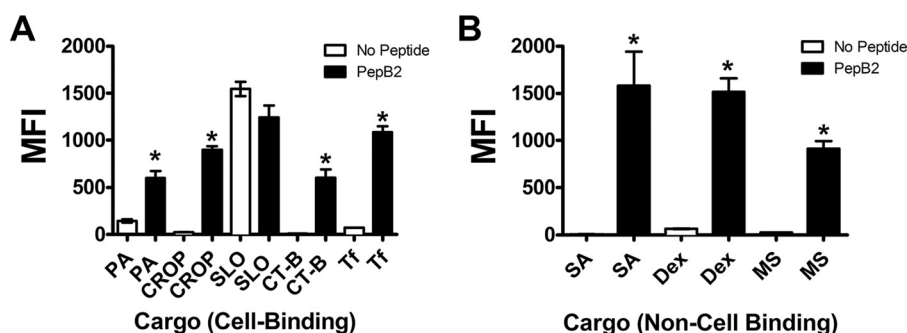 A
MFI
2000
1500
1000
500
0
No Peptide
PepB2
PA
PA
CROP
CROP
SLO
SLO
CT-B
CT-B
Tf
Tf
*
*
*
*
Cargo (Cell-Binding)
B
MFI
2000
1500
1000
500
0
No Peptide
PepB2
SA
SA
Dex
Dex
MS
MS
*
*
*
Cargo (Non-Cell Binding)